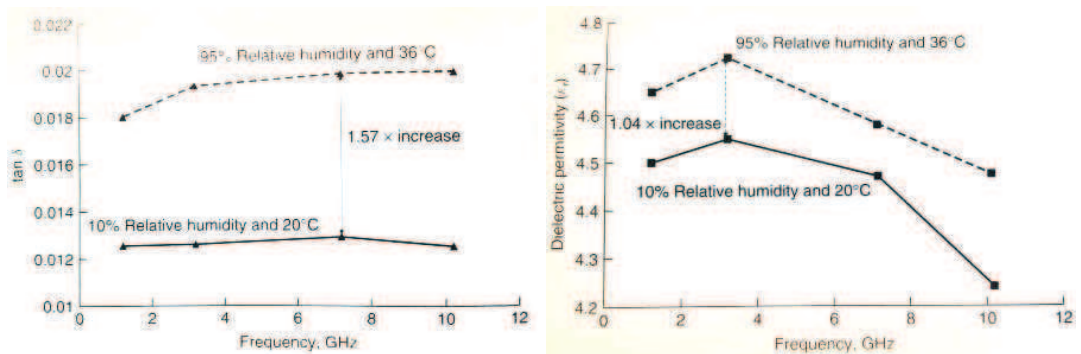 0.022
0.02
0.018
0.016
0.014
0.012
0.01
tan δ
95% Relative humidity and 36°C
1.57 × increase
10% Relative humidity and 20°C
0
2
4
6
8
10
12
Frequency, GHz
4.8
4.7
4.6
4.5
4.4
4.3
4.2
Dielectric permitivity (εr)
95% Relative humidity and 36°C
1.04 × increase
10% Relative humidity and 20°C
0
2
4
6
8
10
12
Frequency, GHz